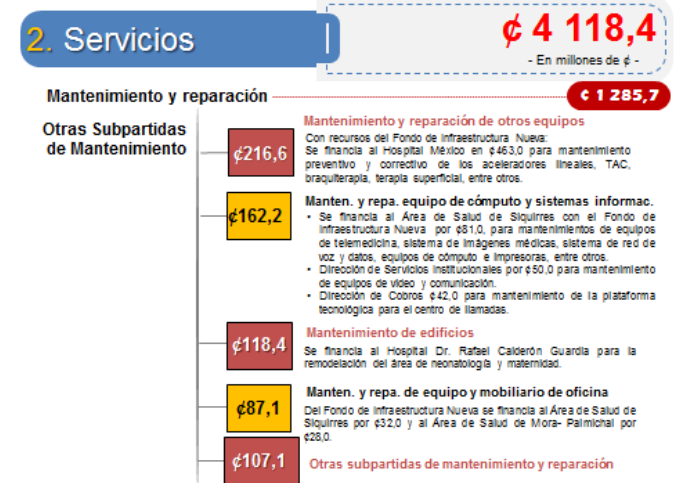 2. Servicios
¢ 4 118,4
- En millones de ¢ -
Mantenimiento y reparación
¢ 1 285,7
Otras Subpartidas
de Mantenimiento
¢216,6
Mantenimiento y reparación de otros equipos
Con recursos del Fondo de Infraestructura Nueva:
Se financia al Hospital México en ¢463,0 para mantenimiento
preventivo y correctivo de los aceleradores lineales, TAC,
braquiterapia, terapia superficial, entre otros.
¢162,2
Manten. y repa. equipo de cómputo y sistemas informac.
• Se financia al Área de Salud de Siquirres con el Fondo de
Infraestructura Nueva por ¢81,0, para mantenimientos de equipos
de telemedicina, sistema de imágenes médicas, sistema de red de
voz y datos, equipos de cómputo e impresoras, entre otros.
• Dirección de Servicios Institucionales por ¢50,0 para mantenimiento
de equipos de video y comunicación.
• Dirección de Cobros ¢42,0 para mantenimiento de la plataforma
tecnológica para el centro de llamadas.
¢118,4
Mantenimiento de edificios
Se financia al Hospital Dr. Rafael Calderón Guardia para la
remodelación del área de neonatología y maternidad.
¢87,1
Manten. y repa. de equipo y mobiliario de oficina
Del Fondo de Infraestructura Nueva se financia al Área de Salud de
Siquirres por ¢32,0 y al Área de Salud de Mora- Palmichal por
¢28,0.
¢107,1
Otras subpartidas de mantenimiento y reparación